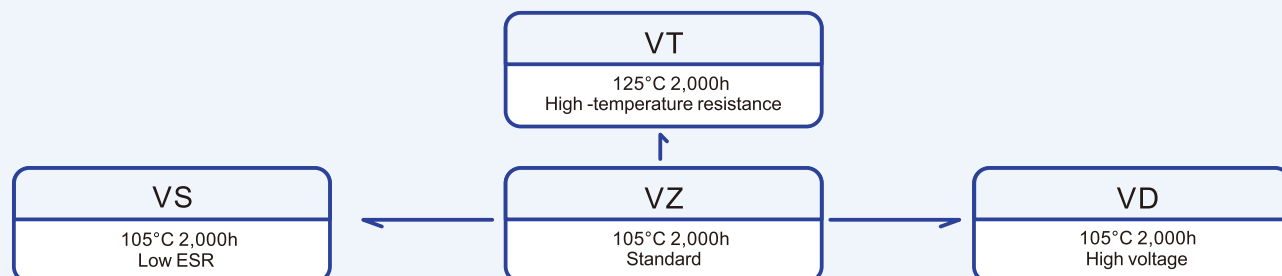 VT
125°C 2,000h
High -temperature resistance
VS
105°C 2,000h
Low ESR
VZ
105°C 2,000h
Standard
VD
105°C 2,000h
High voltage